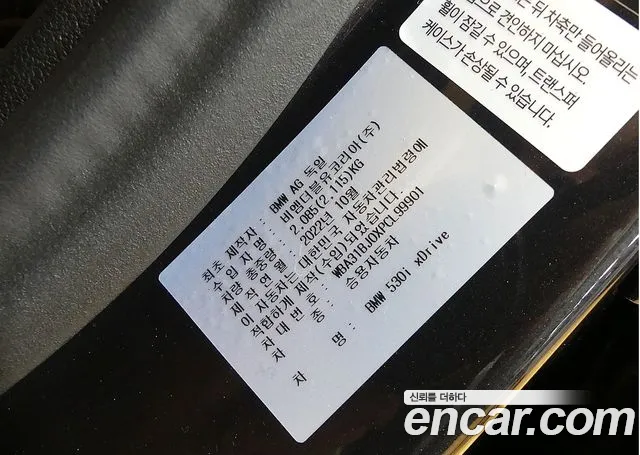 는 뒤 차축만 들어올리는
으로 견인하지 마십시오.
휠이 잠길 수 있으며, 트랜스퍼
케이스가 손상될 수 있습니다.
최초 제작자 : BMW AG 독일
수 입 자 명 : 비엠더블유코리아(주)
차량 총중량 : 2,085(2,115)KG
제 작 연 월 : 2022년 10월
이 자동차는 대한민국 자동차관리법령에
적합하게 제작(수입)되었습니다.
차 대 번 호 : WBA31BJ0XPCL99901
차 종 : 승용자동차
차 명 : BMW 530i xDrive
신뢰를 더하다
encar.com